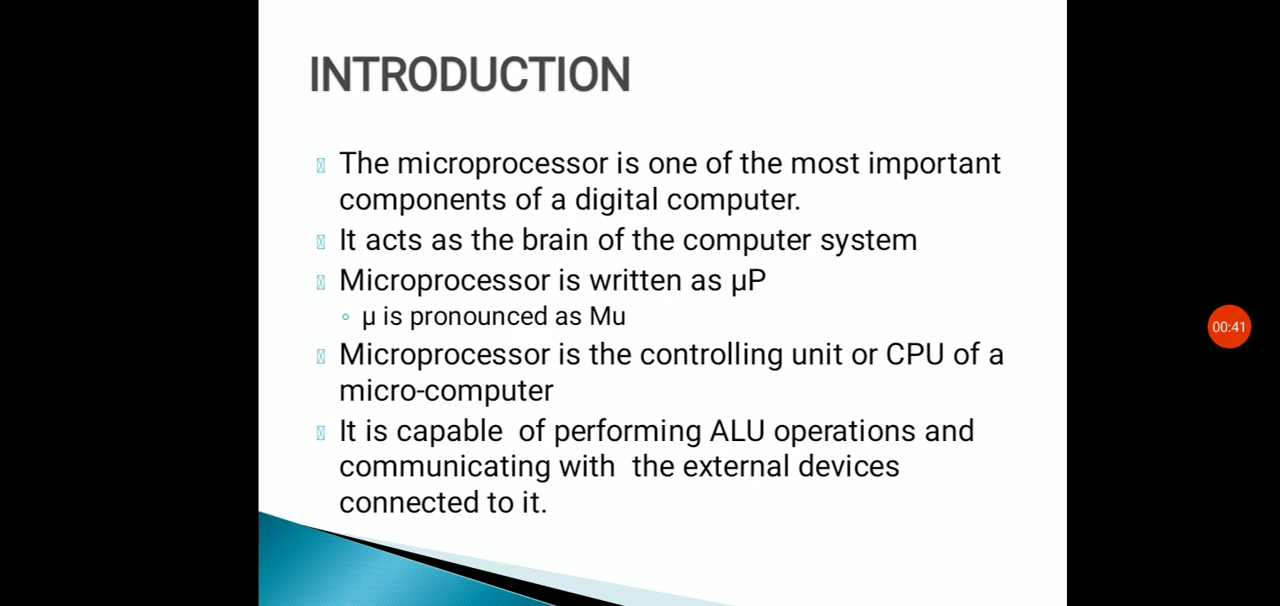 INTRODUCTION
The microprocessor is one of the most important
components of a digital computer.
It acts as the brain of the computer system
Microprocessor is written as µP
µ is pronounced as Mu
Microprocessor is the controlling unit or CPU of a
micro-computer
It is capable  of performing ALU operations and
communicating with  the external devices
connected to it.
00:41